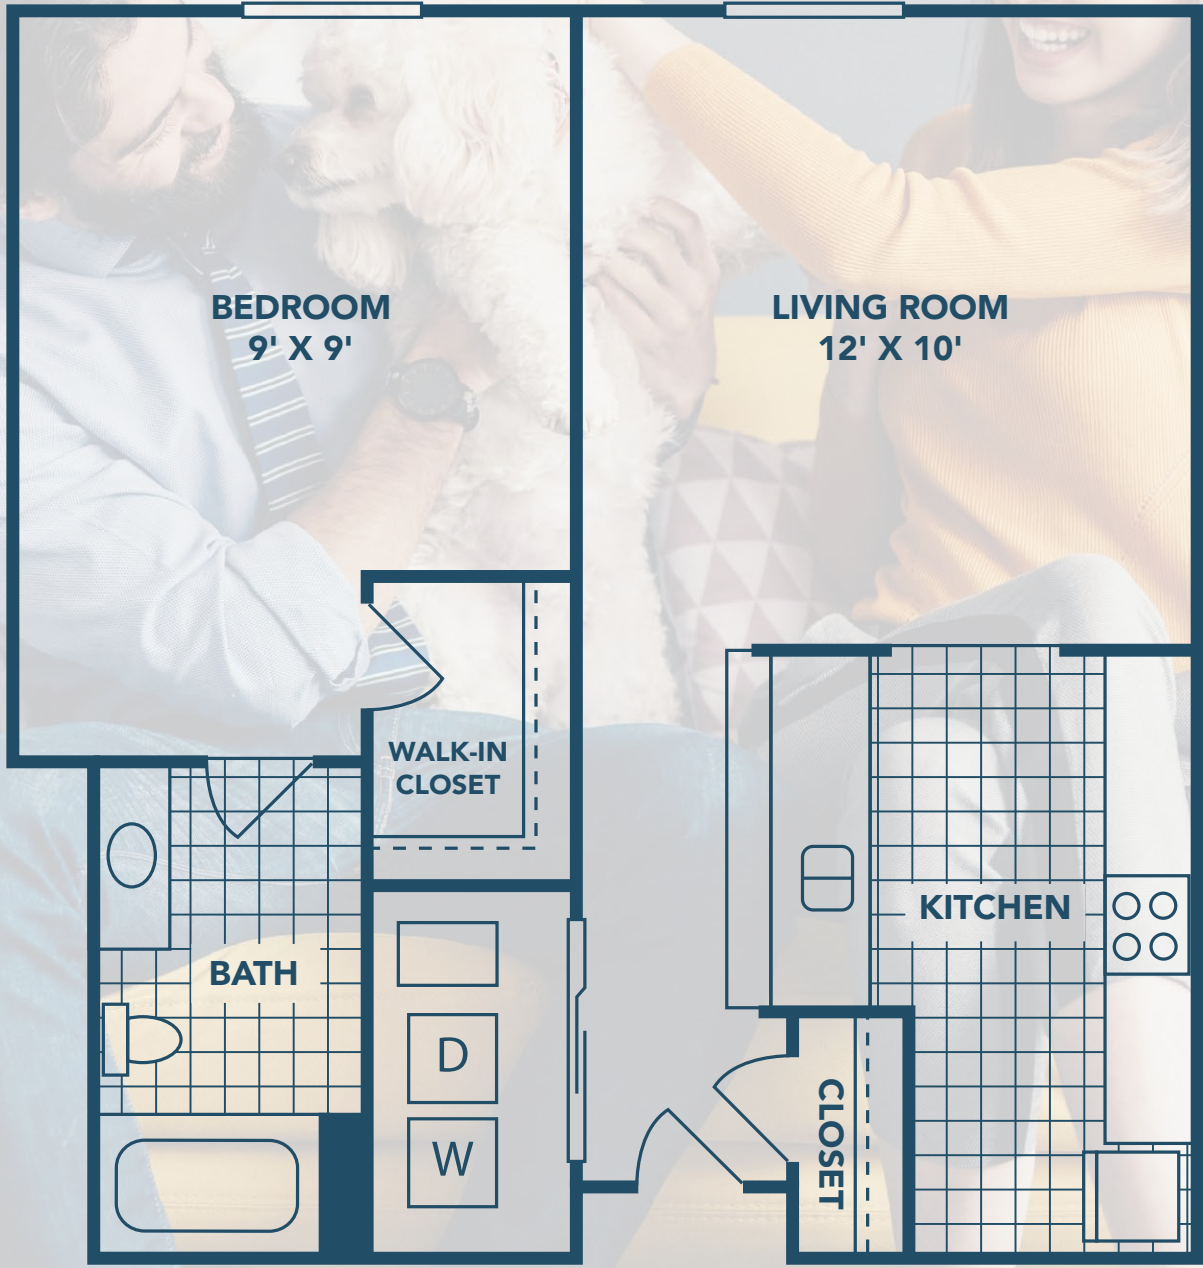 BEDROOM
9' X 9'
LIVING ROOM
12' X 10'
WALK-IN
CLOSET
KITCHEN
BATH
D
W
CLOSET